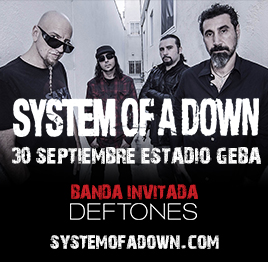 SYSTEM OF A DOWN
30 SEPTIEMBRE ESTADIO GEBA
BANDA INVITADA
DEFTONES
SYSTEMOFADOWN.COM